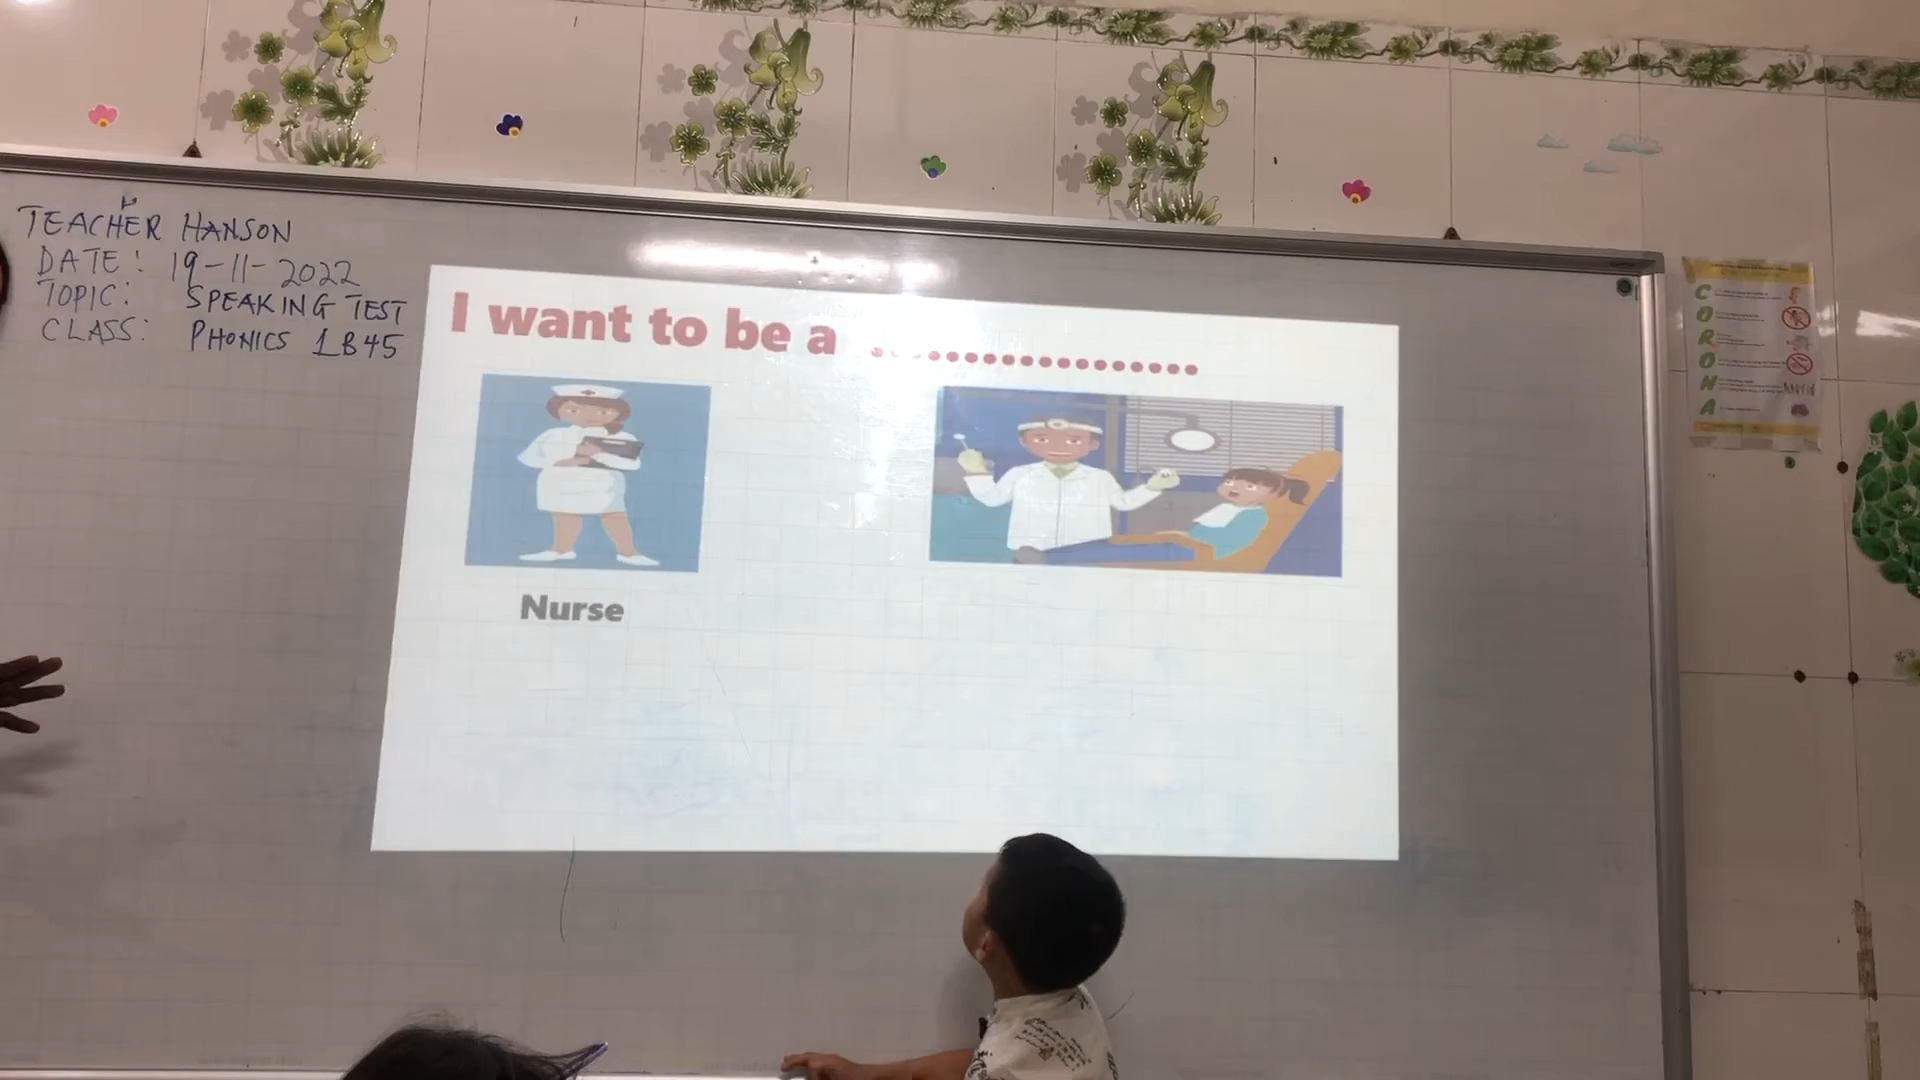 TEACHER HANSON
DATE: 19-11-2022
TOPIC: SPEAKING TEST
CLASS: PHONICS 1B45
I want to be a ..................
Nurse
CORONA